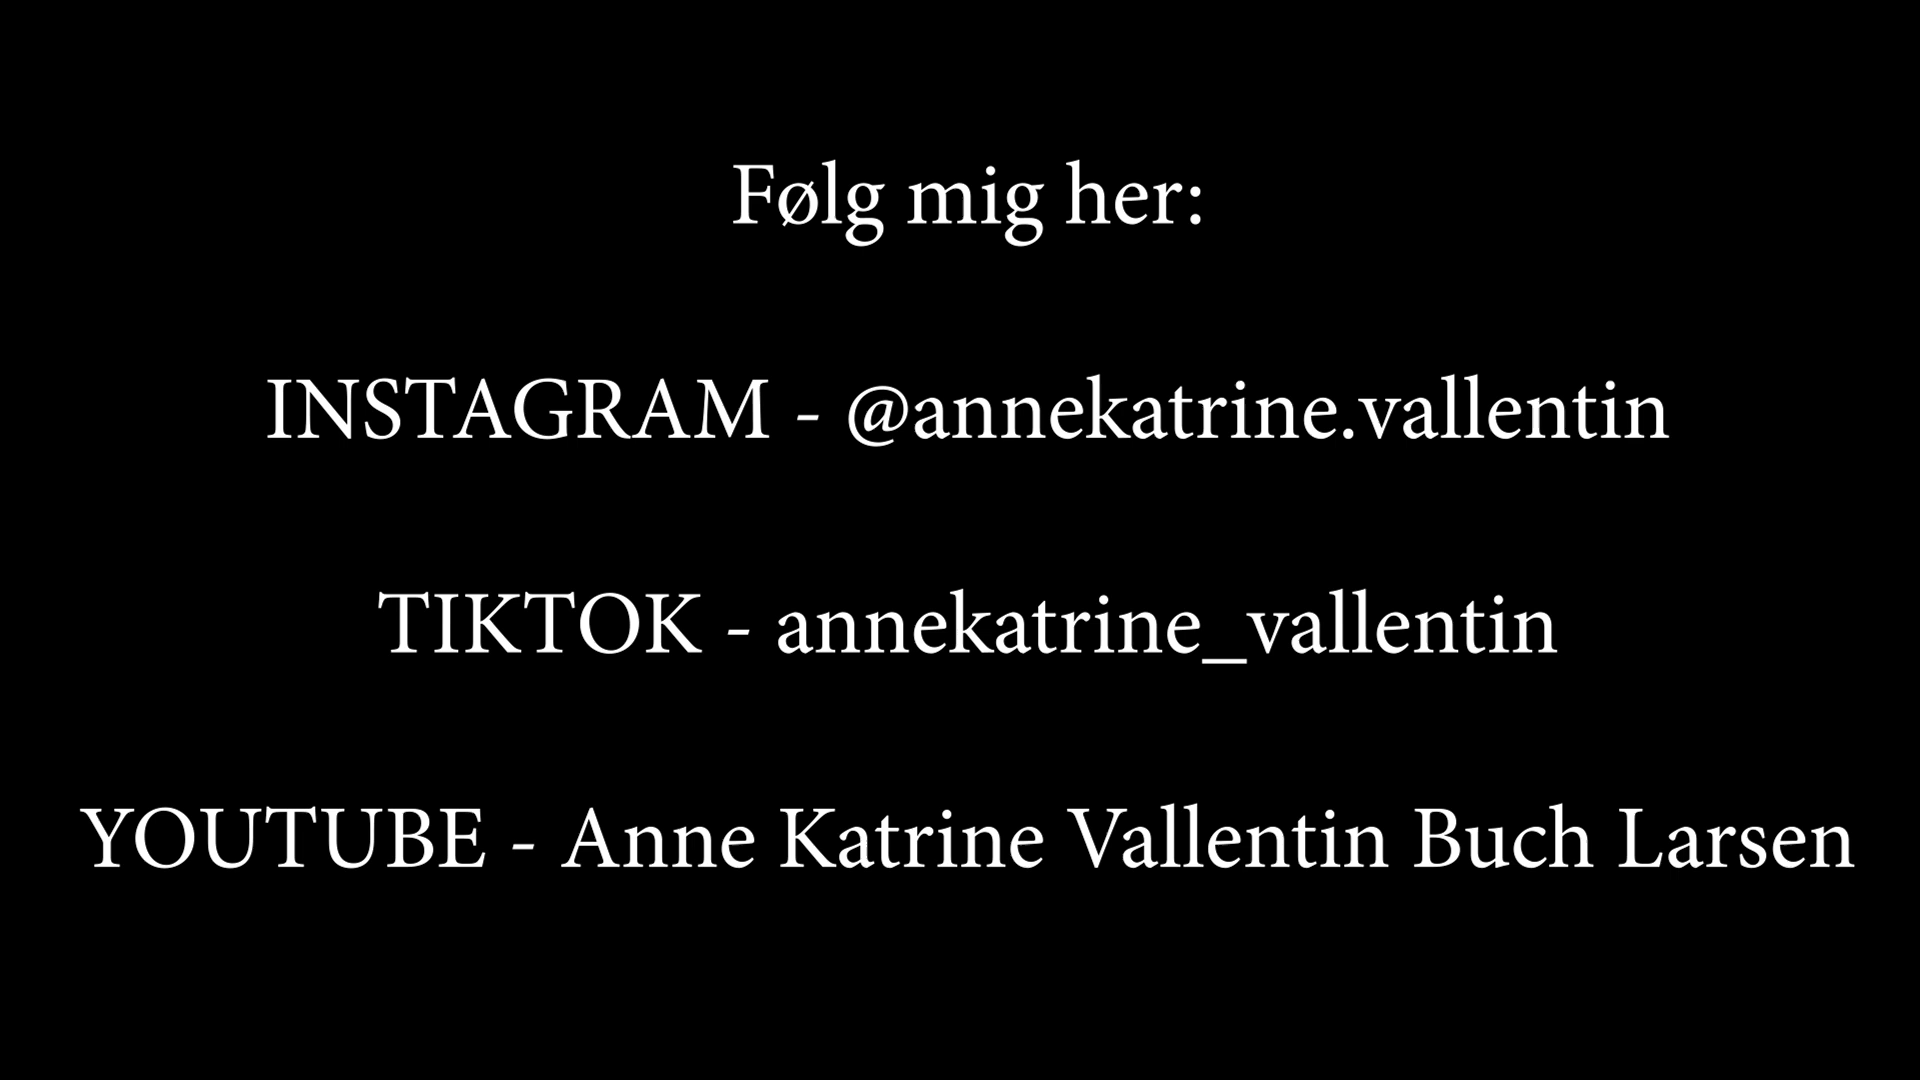 Følg mig her:
INSTAGRAM - @annekatrine.vallentin
TIKTOK - annekatrine_vallentin
YOUTUBE - Anne Katrine Vallentin Buch Larsen